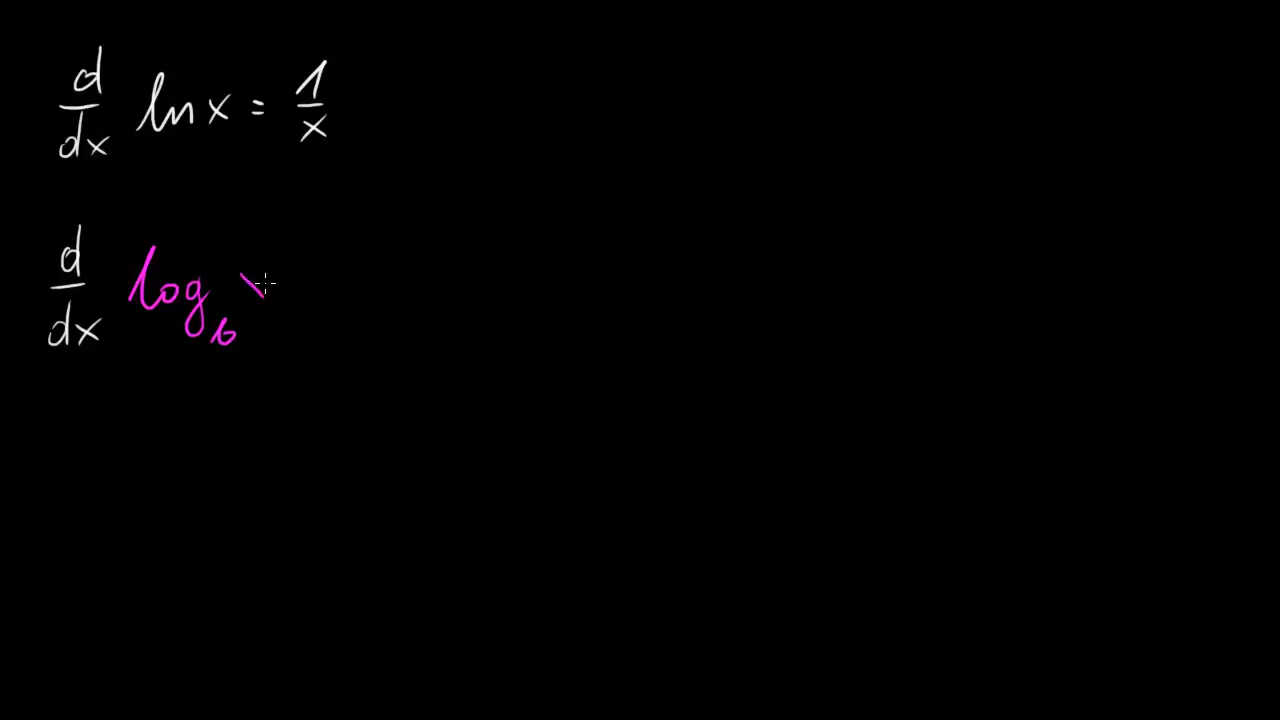 d/dx ln x = 1/x
d/dx log_b